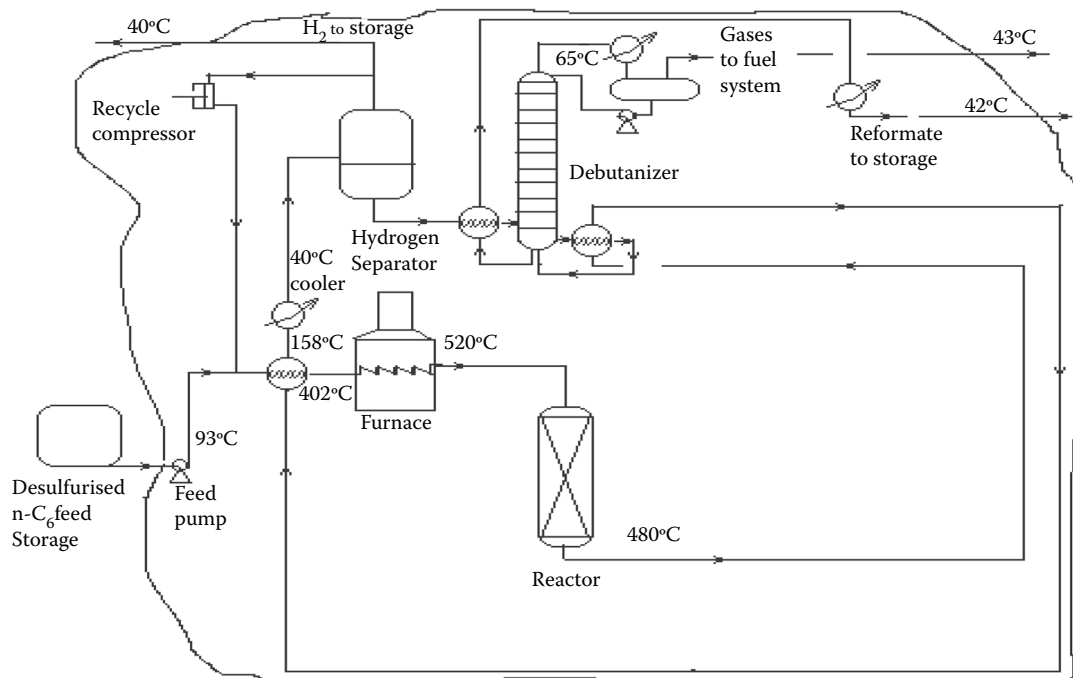 40°C
H2 to storage
Recycle
compressor
65°C
Gases
to fuel
system
43°C
42°C
Reformate
to storage
Debutanizer
Hydrogen
Separator
40°C
cooler
158°C
402°C
520°C
Furnace
93°C
Desulfurised
n-C6feed
Storage
Feed
pump
480°C
Reactor